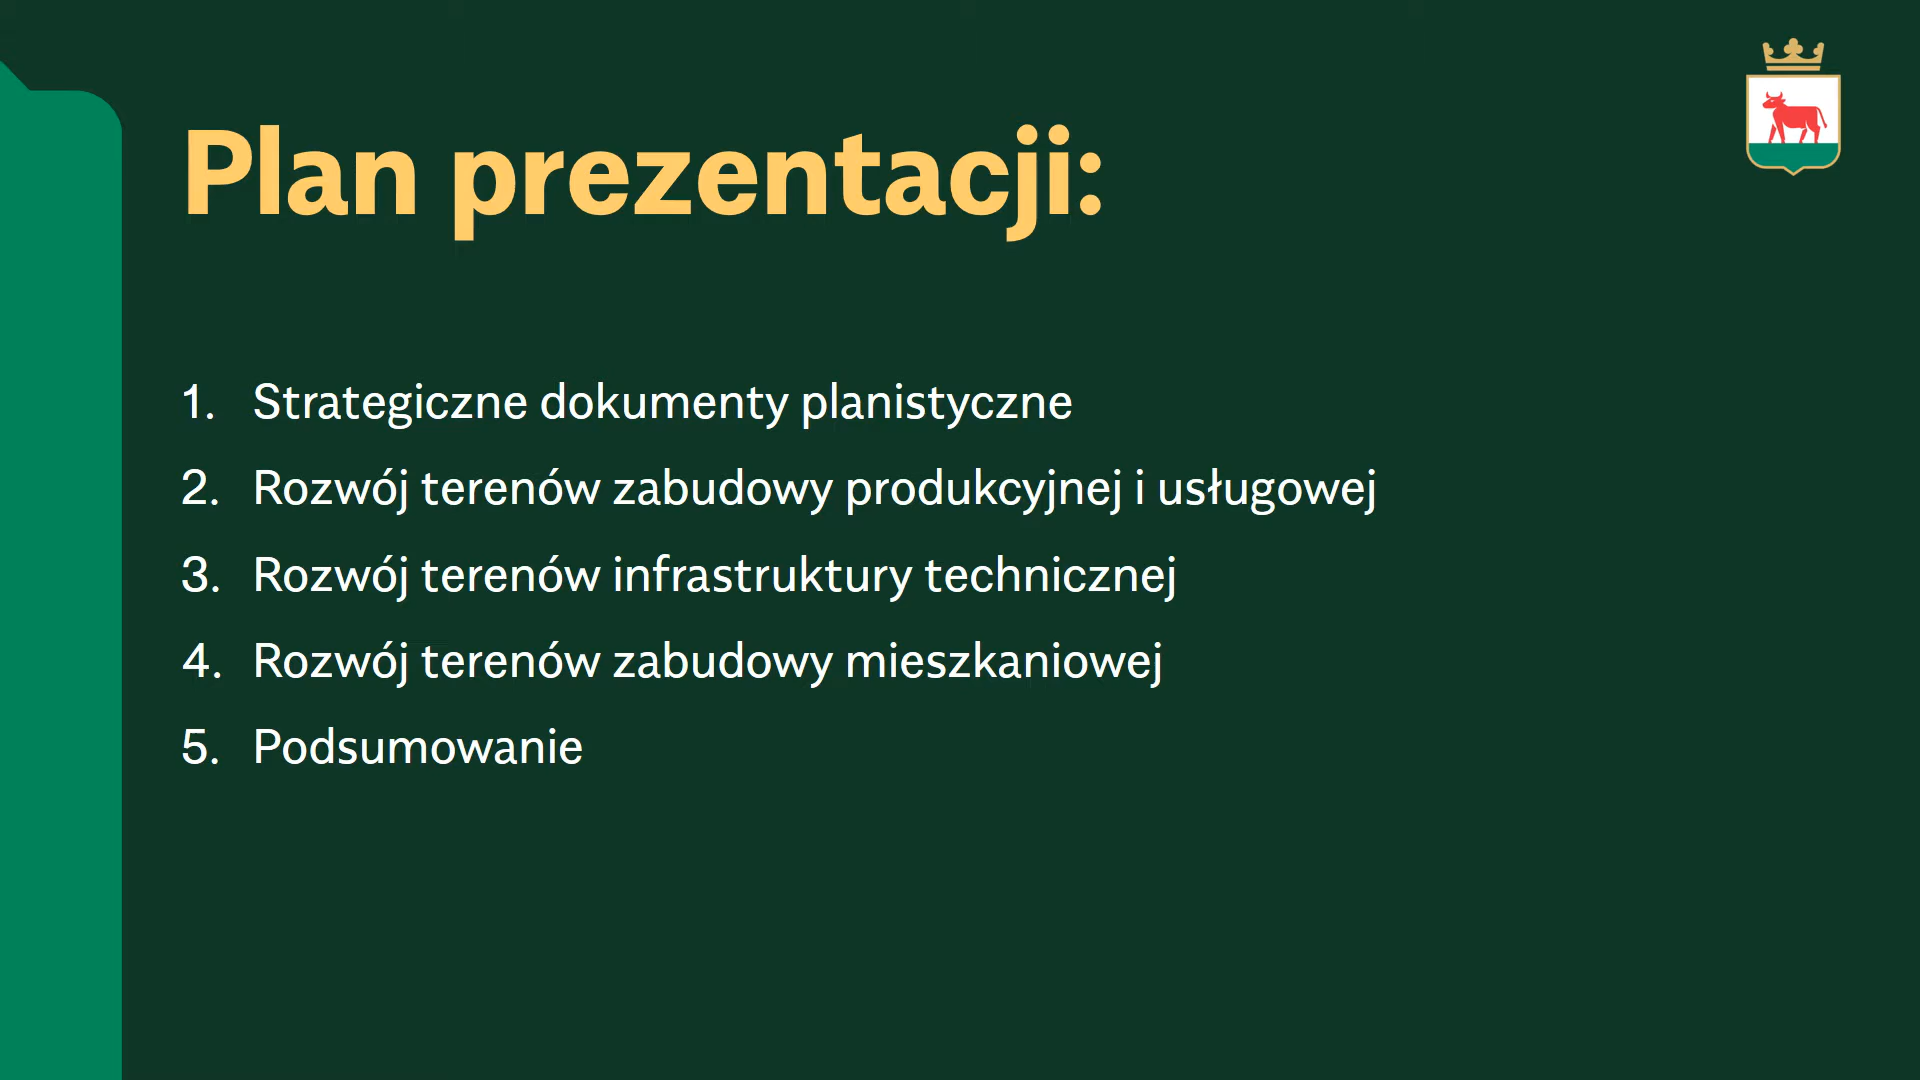 Plan prezentacji:
1. Strategiczne dokumenty planistyczne
2. Rozwój terenów zabudowy produkcyjnej i usługowej
3. Rozwój terenów infrastruktury technicznej
4. Rozwój terenów zabudowy mieszkaniowej
5. Podsumowanie